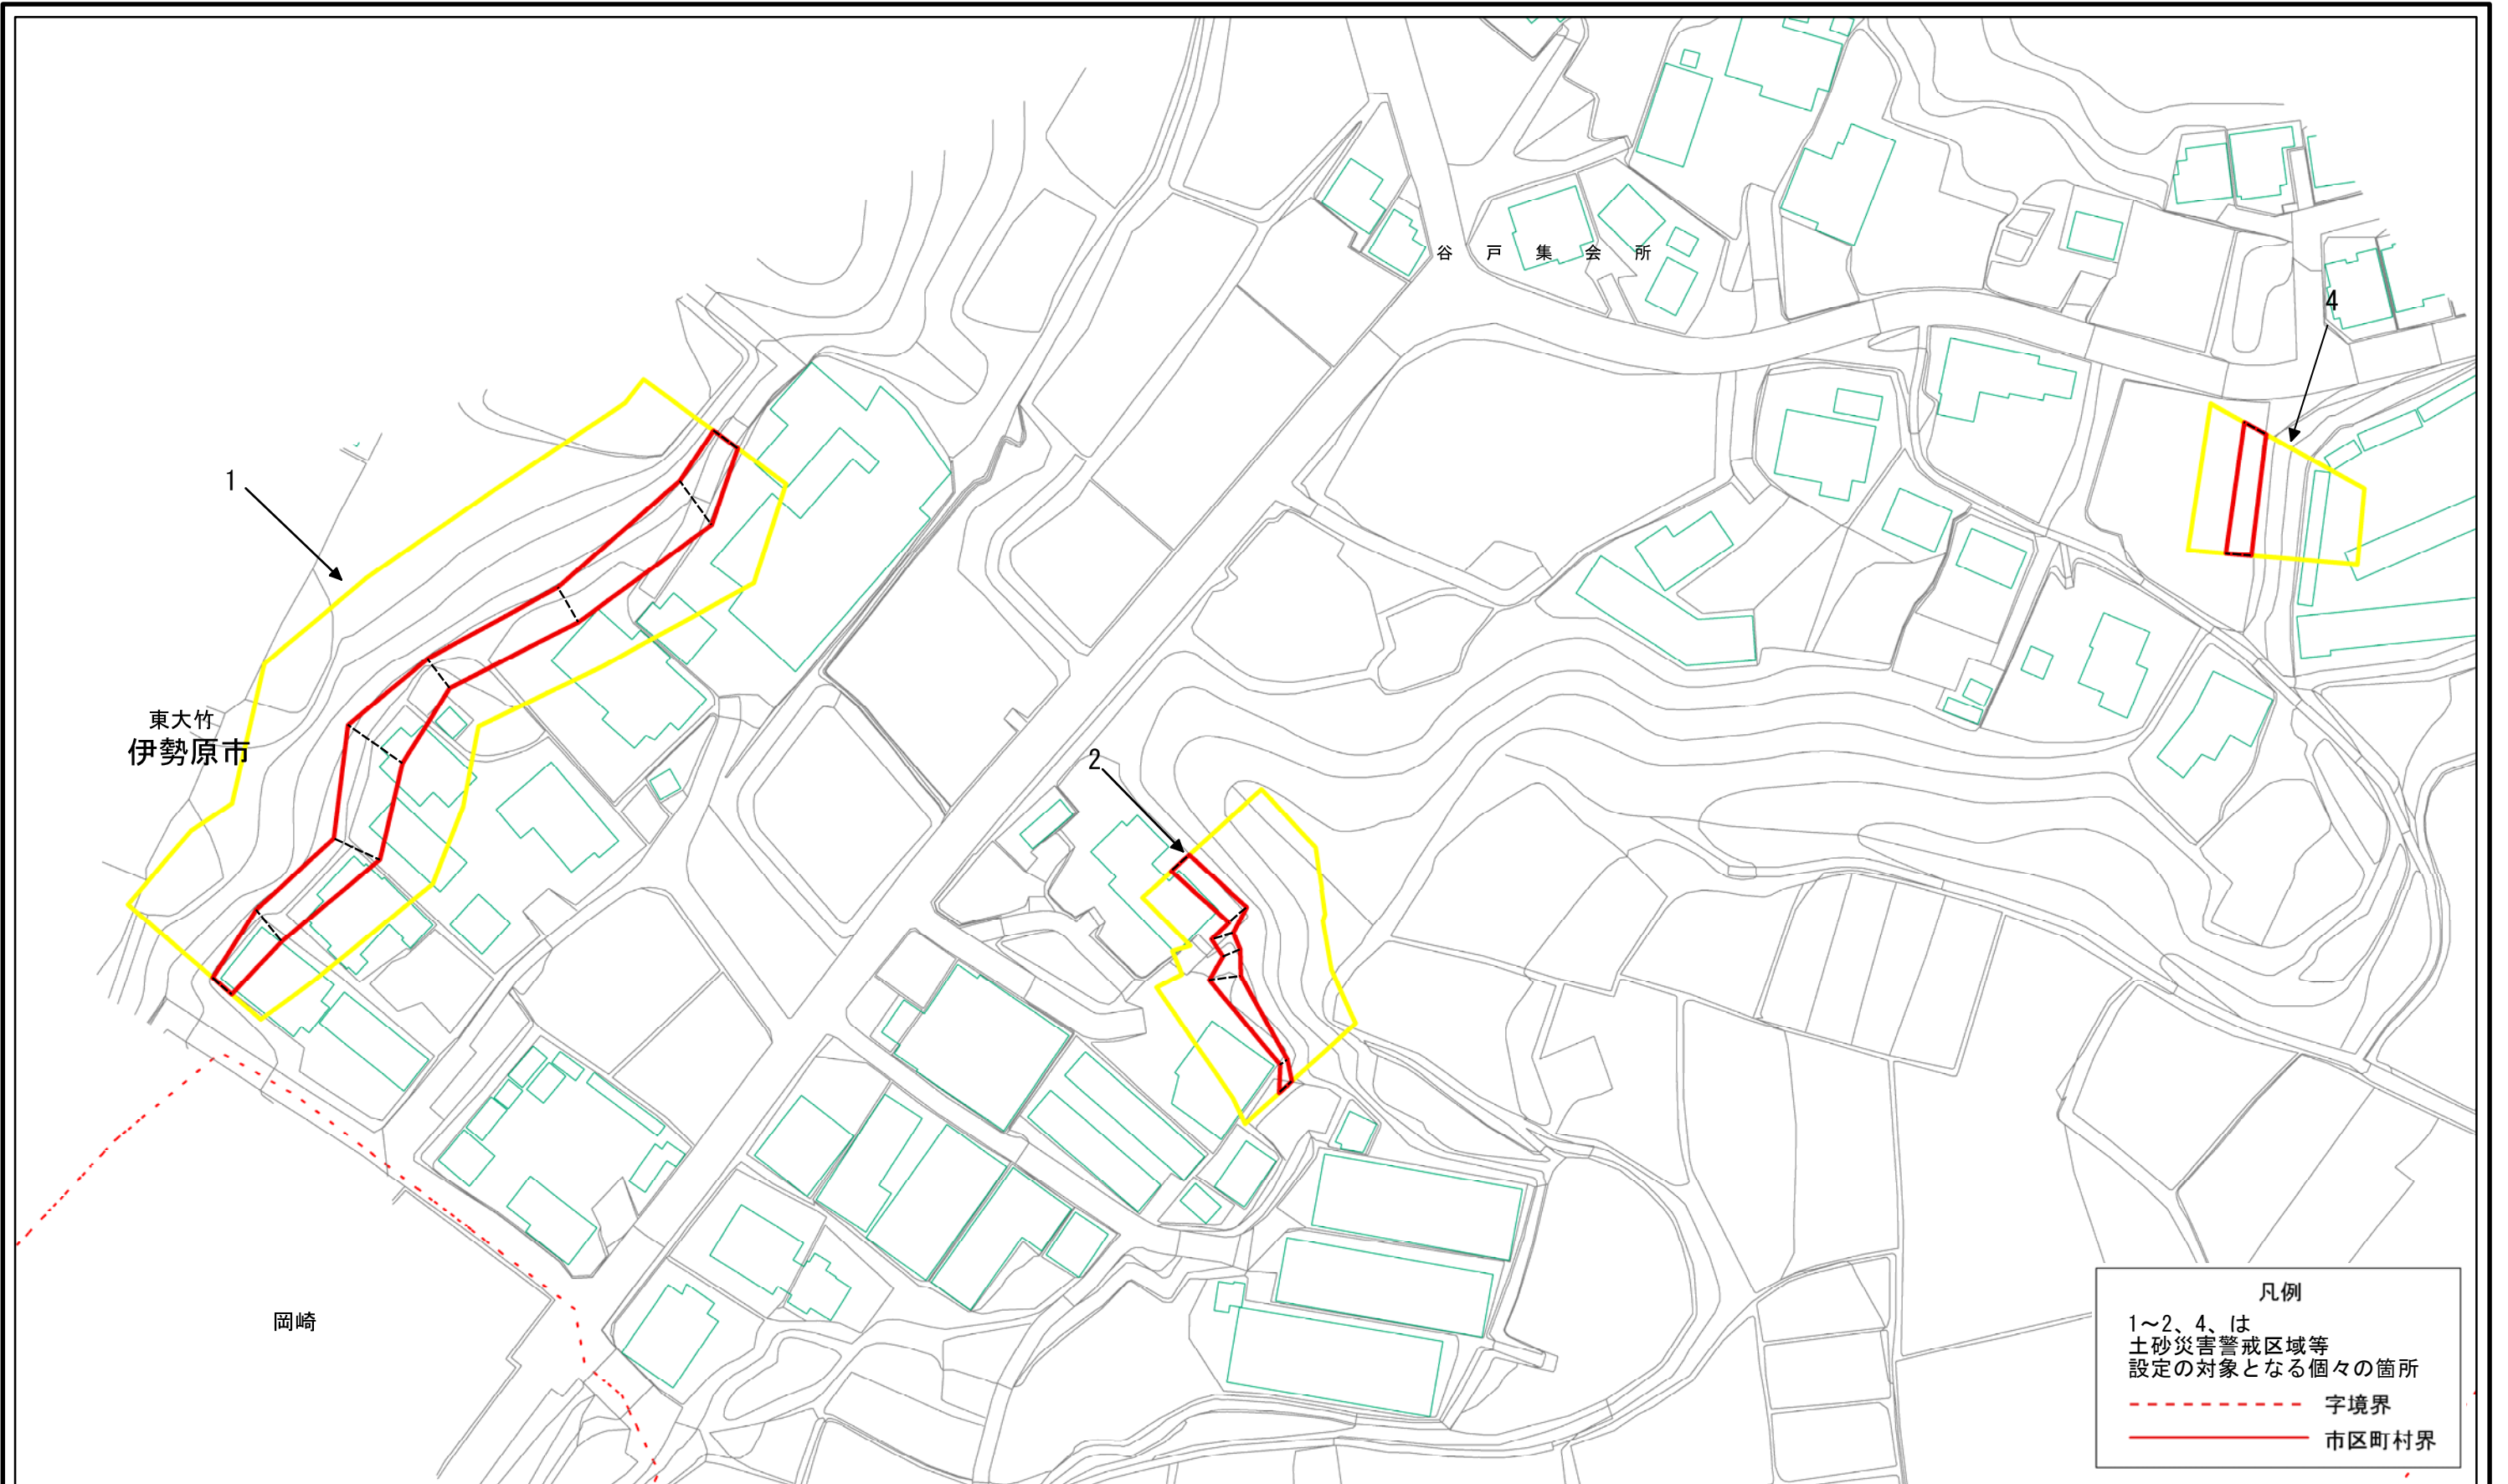 谷戸集会所
4
1
東大竹
伊勢原市
2
岡崎
凡例
1～2、4、は
土砂災害警戒区域等
設定の対象となる個々の箇所
字境界
市区町村界